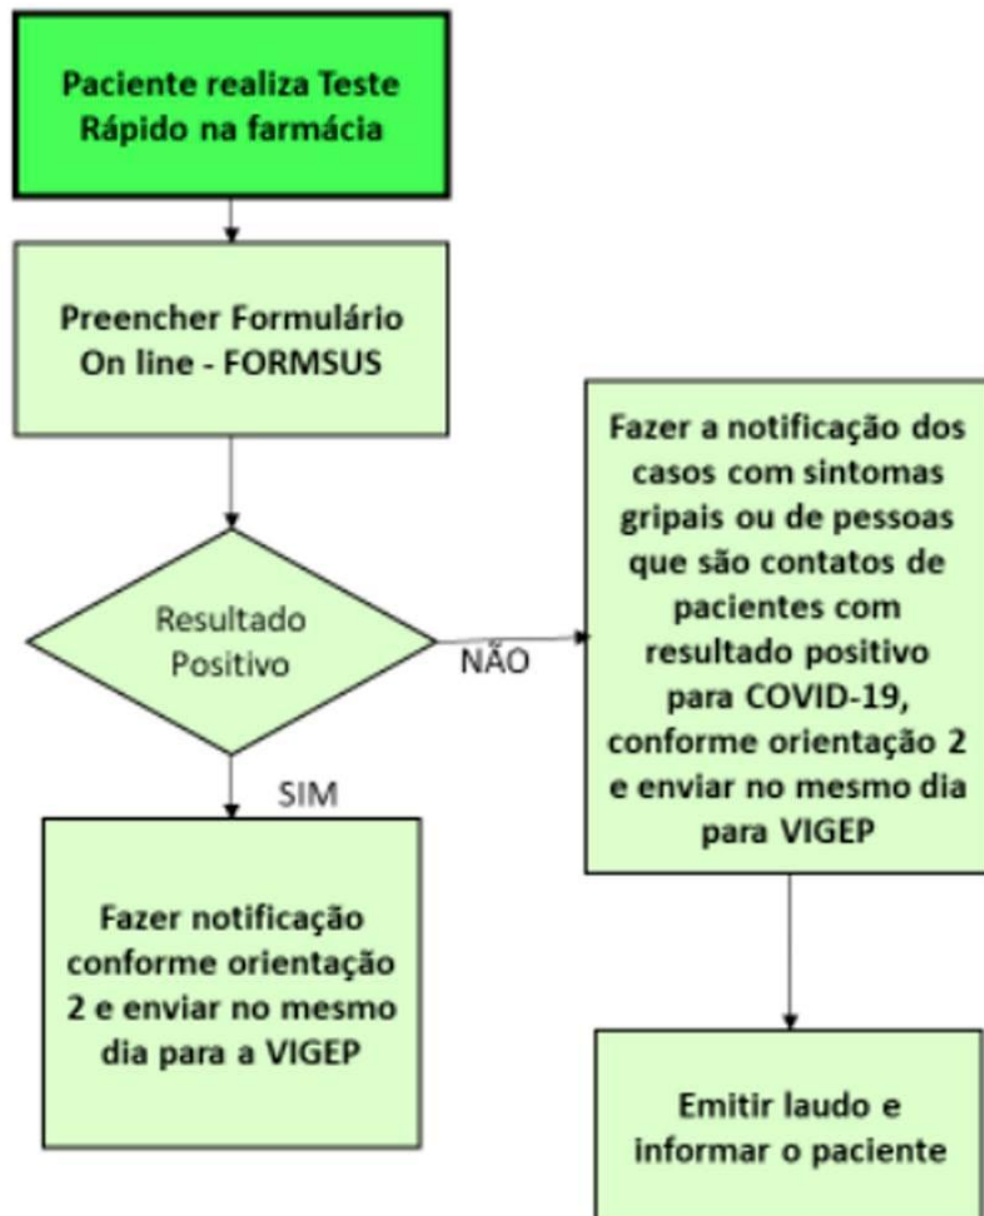 Paciente realiza Teste
Rápido na farmácia
Preencher Formulário
On line - FORMSUS
Resultado
Positivo
NÃO
SIM
Fazer a notificação dos
casos com sintomas
gripais ou de pessoas
que são contatos de
pacientes com
resultado positivo
para COVID-19,
conforme orientação 2
e enviar no mesmo dia
para VIGEP
Fazer notificação
conforme orientação
2 e enviar no mesmo
dia para a VIGEP
Emitir laudo e
informar o paciente